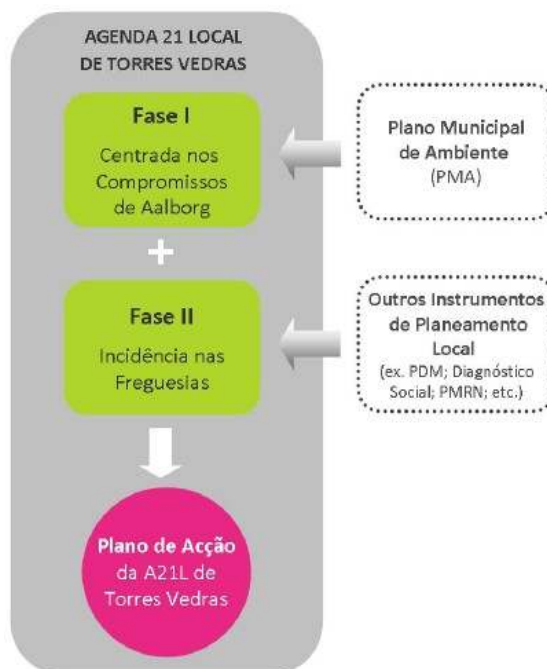 AGENDA 21 LOCAL
DE TORRES VEDRAS
Fase I
Centrada nos
Compromissos
de Aalborg
Plano Municipal
de Ambiente
(PMA)
+
Fase II
Incidência nas
Freguesias
Outros Instrumentos
de Planeamento
Local
(ex. PDM; Diagnóstico
Social; PMRN; etc.)
Plano de Acção
da A21L de
Torres Vedras